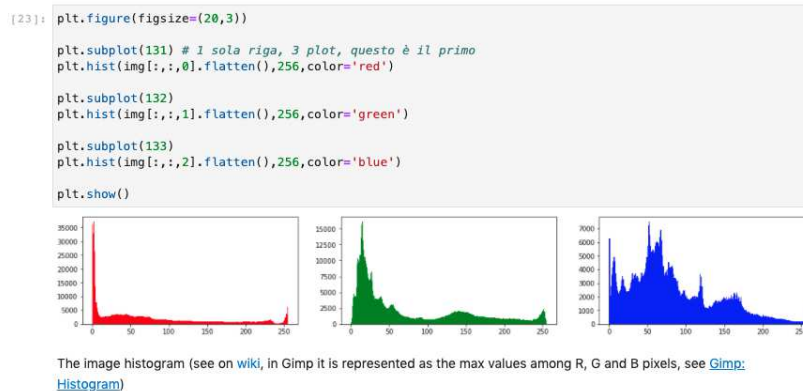 [23]: plt.figure(figsize=(20,3))
plt.subplot(131) # 1 sola riga, 3 plot, questo è il primo
plt.hist(img[:,:,0].flatten(),256,color='red')
plt.subplot(132)
plt.hist(img[:,:,1].flatten(),256,color='green')
plt.subplot(133)
plt.hist(img[:,:,2].flatten(),256,color='blue')
plt.show()
35000
30000
25000
20000
15000
10000
5000
0
0 50 100 150 200 250
15000
12500
10000
7500
5000
2500
0
0 50 100 150 200 250
7000
6000
5000
4000
3000
2000
1000
0
0 50 100 150 200
The image histogram (see on wiki, in Gimp it is represented as the max values among R, G and B pixels, see Gimp:
Histogram)